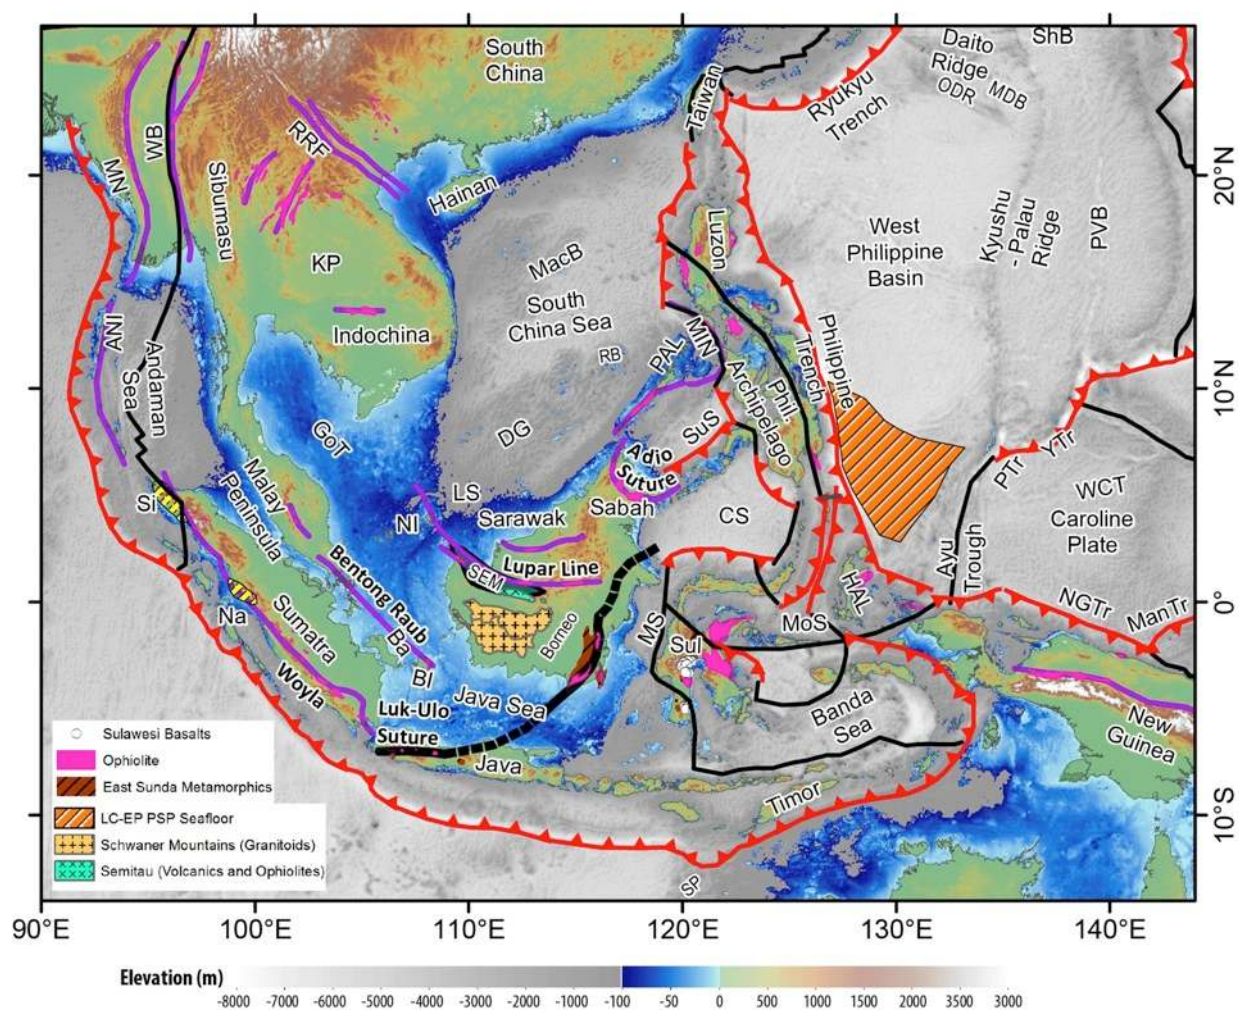 South
China
Daito
Ridge
ShB
ODR
MDB
Ryukyu
Trench
Taiwan
RRF
WB
MN
Sibumasu
Hainan
20°N
KP
Indochina
MacB
South
China Sea
RB
Luzon
West
Philippine
Basin
Kyushu
- Palau
Ridge
PVB
ANI
Andaman
Sea
GoT
DG
PAL
MIN
Phil.
Archipelago
Philippine
Trench
10°N
SuS
Adio
Suture
PTr
YTr
WCT
Caroline
Plate
Ayu
Trough
Si
Malay
Peninsula
LS
NI
Sarawak
Sabah
CS
Lupar Line
SEM
Bentong Raub
Borneo
Ba
BI
Na
Sumatra
Woyla
MS
Sul
MoS
HAL
NGTr
ManTr
0°
Java Sea
Luk-Ulo
Suture
Java
Banda
Sea
Timor
New
Guinea
10°S
SP
Sulawesi Basalts
Ophiolite
East Sunda Metamorphics
LC-EP PSP Seafloor
Schwaner Mountains (Granitoids)
Semitau (Volcanics and Ophiolites)
90°E 100°E 110°E 120°E 130°E 140°E
Elevation (m)
-8000 -7000 -6000 -5000 -4000 -3000 -2000 -1000 -100 -50 0 500 1000 1500 2000 3500 3000